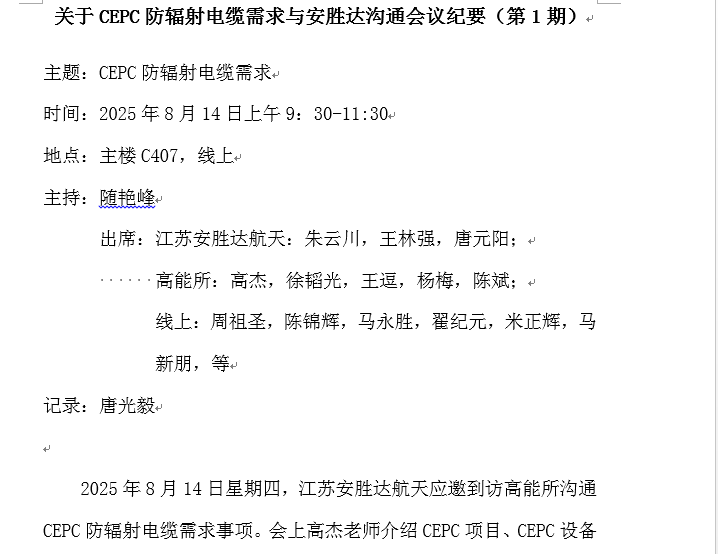 关于 CEPC 防辐射电缆需求与安胜达沟通会议纪要（第 1 期）
主题：CEPC 防辐射电缆需求
时间：2025 年 8 月 14 日上午 9：30-11:30
地点：主楼 C407，线上
主持：随艳峰
出席：江苏安胜达航天：朱云川，王林强，唐元阳；
高能所：高杰，徐韬光，王逗，杨梅，陈斌；
线上：周祖圣，陈锦辉，马永胜，翟纪元，米正辉，马
新朋，等
记录：唐光毅
2025 年 8 月 14 日星期四，江苏安胜达航天应邀到访高能所沟通
CEPC 防辐射电缆需求事项。会上高杰老师介绍 CEPC 项目、CEPC 设备